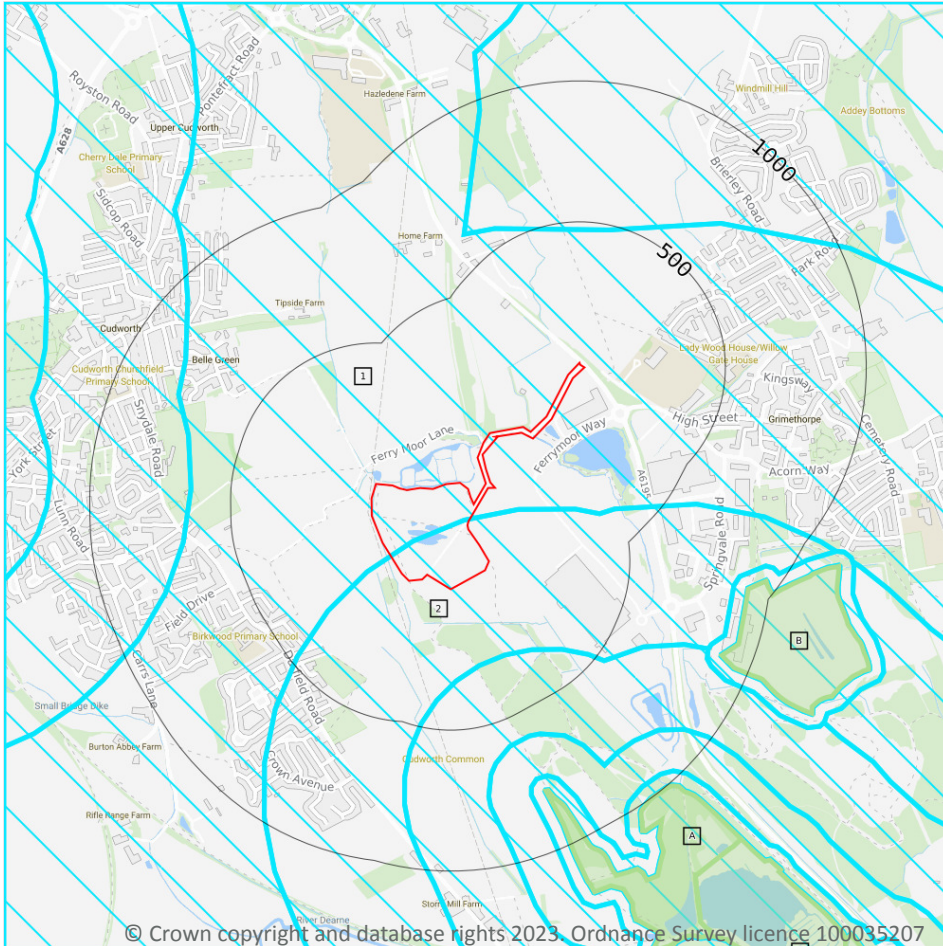 Royston Road
Pontefract Road
A628
Upper Cudworth
Cherry Dale Primary
School
Sidcop Road
Hazledene Farm
Windmill Hill
Addey Bottoms
1000
Brierley Road
Home Farm
500
Park Road
Tipside Farm
Cudworth
Belle Green
Cudworth Churchfield
Primary School
Snydale Road
1
Lady Wood House/Willow
Gate House
Kingsway
High Street
Grimethorpe
Cemetery Road
York Street
Ferry Moor Lane
Ferrymoor Way
Acorn Way
A6195
Lunn Road
Springvale Road
Field Drive
2
Birkwood Primary School
B
Carrs Lane
Darfield Road
Small Bridge Dike
Burton Abbey Farm
Cudworth Common
Crown Avenue
Rifle Range Farm
A
Storrs Mill Farm
River Dearne
© Crown copyright and database rights 2023. Ordnance Survey licence 100035207